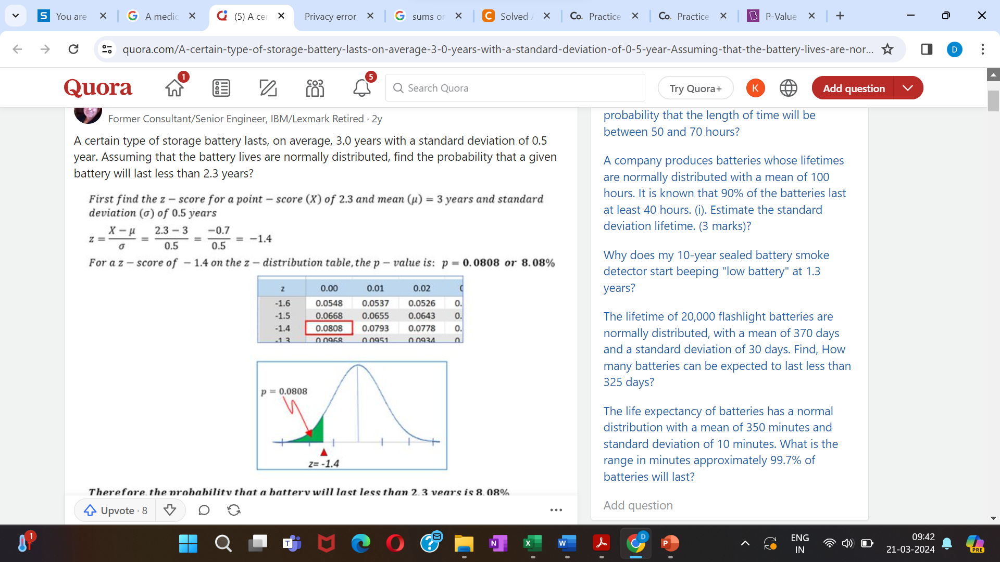 You are
A medic
(5) A cer
Privacy error
sums or
Solved
Practice
Practice
P-Value
quora.com/A-certain-type-of-storage-battery-lasts-on-average-3-0-years-with-a-standard-deviation-of-0-5-year-Assuming-that-the-battery-lives-are-nor...
D
Quora
1
5
Search Quora
Try Quora+
K
Add question
Former Consultant/Senior Engineer, IBM/Lexmark Retired · 2y
A certain type of storage battery lasts, on average, 3.0 years with a standard deviation of 0.5
year. Assuming that the battery lives are normally distributed, find the probability that a given
battery will last less than 2.3 years?
First find the z − score for a point − score (X) of 2.3 and mean (μ) = 3 years and standard
deviation (σ) of 0.5 years
z = X − μ / σ = 2.3 − 3 / 0.5 = −0.7 / 0.5 = −1.4
For a z − score of − 1.4 on the z − distribution table, the p − value is: p = 0.0808 or 8.08%
z 0.00 0.01 0.02
-1.6 0.0548 0.0537 0.0526 0.
-1.5 0.0668 0.0655 0.0643 0.
-1.4 0.0808 0.0793 0.0778 0.
-1.3 0.0968 0.0951 0.0934 0.
p = 0.0808
z= -1.4
Therefore, the probability that a battery will last less than 2.3 years is 8.08%
Upvote · 8
probability that the length of time will be
between 50 and 70 hours?
A company produces batteries whose lifetimes
are normally distributed with a mean of 100
hours. It is known that 90% of the batteries last
at least 40 hours. (i). Estimate the standard
deviation lifetime. (3 marks)?
Why does my 10-year sealed battery smoke
detector start beeping "low battery" at 1.3
years?
The lifetime of 20,000 flashlight batteries are
normally distributed, with a mean of 370 days
and a standard deviation of 30 days. Find, How
many batteries can be expected to last less than
325 days?
The life expectancy of batteries has a normal
distribution with a mean of 350 minutes and
standard deviation of 10 minutes. What is the
range in minutes approximately 99.7% of
batteries will last?
Add question
1
ENG
IN
09:42
21-03-2024
PRE